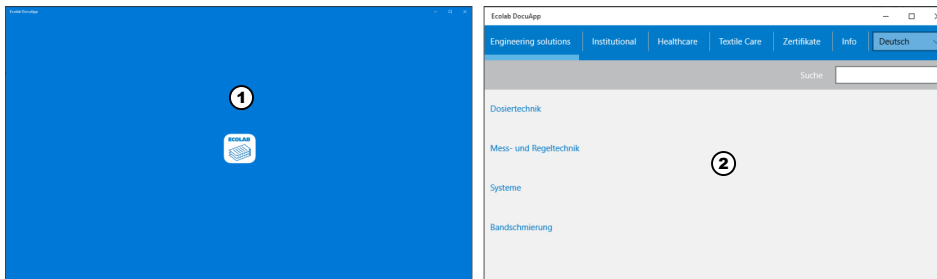 Ecolab DocuApp
1
ECOLAB
Ecolab DocuApp
Engineering solutions Institutional Healthcare Textile Care Zertifikate Info Deutsch
Suche
Dosiertechnik
Mess- und Regeltechnik
2
Systeme
Bandschmierung